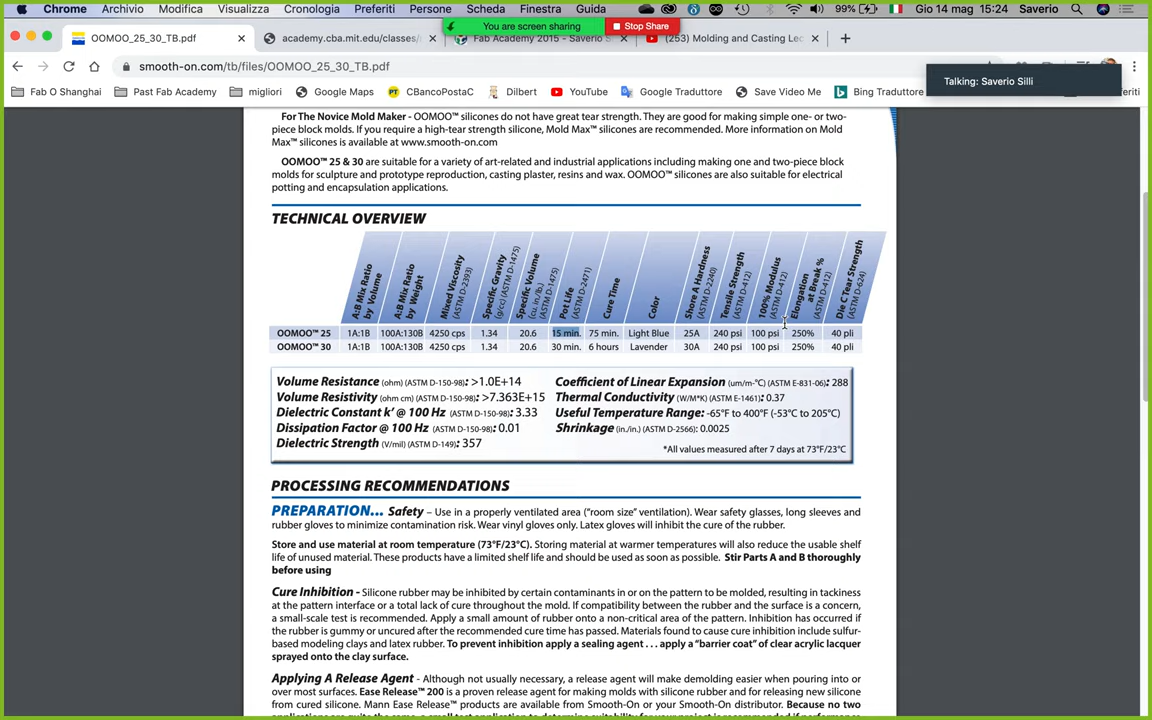 Chrome Archivio Modifica Visualizza Cronologia Preferiti Persone Scheda Finestra Guida 99% Gio 14 mag 15:24 Saverio
You are screen sharing Stop Share
OOMOO_25_30_TB.pdf academy.cba.mit.edu/classes/ Fab Academy 2015 - Saverio S (253) Molding and Casting Lec
smooth-on.com/tb/files/OOMOO_25_30_TB.pdf
Talking: Saverio Silli
Fab O Shanghai Past Fab Academy migliori Google Maps CBancoPostaC Dilbert YouTube Google Traduttore Save Video Me Bing Traduttore
For The Novice Mold Maker - OOMOO™ silicones do not have great tear strength. They are good for making simple one- or two-
piece block molds. If you require a high-tear strength silicone, Mold Max™ silicones are recommended. More information on Mold
Max™ silicones is available at www.smooth-on.com
OOMOO™ 25 & 30 are suitable for a variety of art-related and industrial applications including making one and two-piece block
molds for sculpture and prototype reproduction, casting plaster, resins and wax. OOMOO™ silicones are also suitable for electrical
potting and encapsulation applications.
TECHNICAL OVERVIEW
A:B Mix Ratio by Volume
A:B Mix Ratio by Weight
Mixed Viscosity (ASTM D-2393)
Specific Gravity (g/cc) (ASTM D-1475)
Specific Volume (cu. in./lb.) (ASTM D-1475)
Pot Life (ASTM D-2471)
Cure Time
Color
Shore A Hardness (ASTM D-2240)
Tensile Strength (ASTM D-412)
100% Modulus (ASTM D-412)
Elongation at Break % (ASTM D-412)
Die C Tear Strength (ASTM D-624)
OOMOO™ 25 1A:1B 100A:130B 4250 cps 1.34 20.6 15 min. 75 min. Light Blue 25A 240 psi 100 psi 250% 40 pli
OOMOO™ 30 1A:1B 100A:130B 4250 cps 1.34 20.6 30 min. 6 hours Lavender 30A 240 psi 100 psi 250% 40 pli
Volume Resistance (ohm) (ASTM D-150-98): >1.0E+14
Volume Resistivity (ohm cm) (ASTM D-150-98): >7.363E+15
Dielectric Constant k’ @ 100 Hz (ASTM D-150-98): 3.33
Dissipation Factor @ 100 Hz (ASTM D-150-98): 0.01
Dielectric Strength (V/mil) (ASTM D-149): 357
Coefficient of Linear Expansion (um/m-°C) (ASTM E-831-06): 288
Thermal Conductivity (W/M*K) (ASTM E-1461): 0.37
Useful Temperature Range: -65°F to 400°F (-53°C to 205°C)
Shrinkage (in./in.) (ASTM D-2566): 0.0025
*All values measured after 7 days at 73°F/23°C
PROCESSING RECOMMENDATIONS
PREPARATION... Safety – Use in a properly ventilated area (“room size” ventilation). Wear safety glasses, long sleeves and
rubber gloves to minimize contamination risk. Wear vinyl gloves only. Latex gloves will inhibit the cure of the rubber.
Store and use material at room temperature (73°F/23°C). Storing material at warmer temperatures will also reduce the usable shelf
life of unused material. These products have a limited shelf life and should be used as soon as possible. Stir Parts A and B thoroughly
before using
Cure Inhibition - Silicone rubber may be inhibited by certain contaminants in or on the pattern to be molded, resulting in tackiness
at the pattern interface or a total lack of cure throughout the mold. If compatibility between the rubber and the surface is a concern,
a small-scale test is recommended. Apply a small amount of rubber onto a non-critical area of the pattern. Inhibition has occurred if
the rubber is gummy or uncured after the recommended cure time has passed. Materials found to cause cure inhibition include sulfur-
based modeling clays and latex rubber. To prevent inhibition apply a sealing agent . . . apply a “barrier coat” of clear acrylic lacquer
sprayed onto the clay surface.
Applying A Release Agent - Although not usually necessary, a release agent will make demolding easier when pouring into or
over most surfaces. Ease Release™ 200 is a proven release agent for making molds with silicone rubber and for releasing new silicone
from cured silicone. Mann Ease Release™ products are available from Smooth-On or your Smooth-On distributor. Because no two